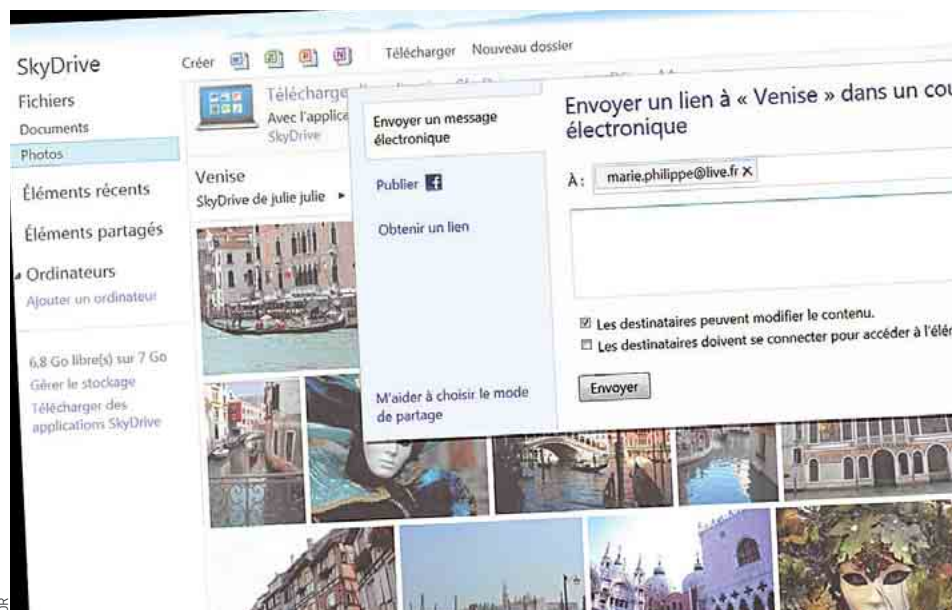 SkyDrive
Fichiers
Documents
Photos
Éléments récents
Éléments partagés
Ordinateurs
Ajouter un ordinateur
6,8 Go libre(s) sur 7 Go
Gérer le stockage
Télécharger des
applications SkyDrive
Créer
Télécharger
Nouveau dossier
Télécharge
Avec l'applica
SkyDrive
Venise
SkyDrive de julie julie
Envoyer un message
électronique
Publier
Obtenir un lien
M'aider à choisir le mode
de partage
Envoyer un lien à « Venise » dans un cou
électronique
À : marie.philippe@live.fr x
Les destinataires peuvent modifier le contenu.
Les destinataires doivent se connecter pour accéder à l'élém
Envoyer
DR